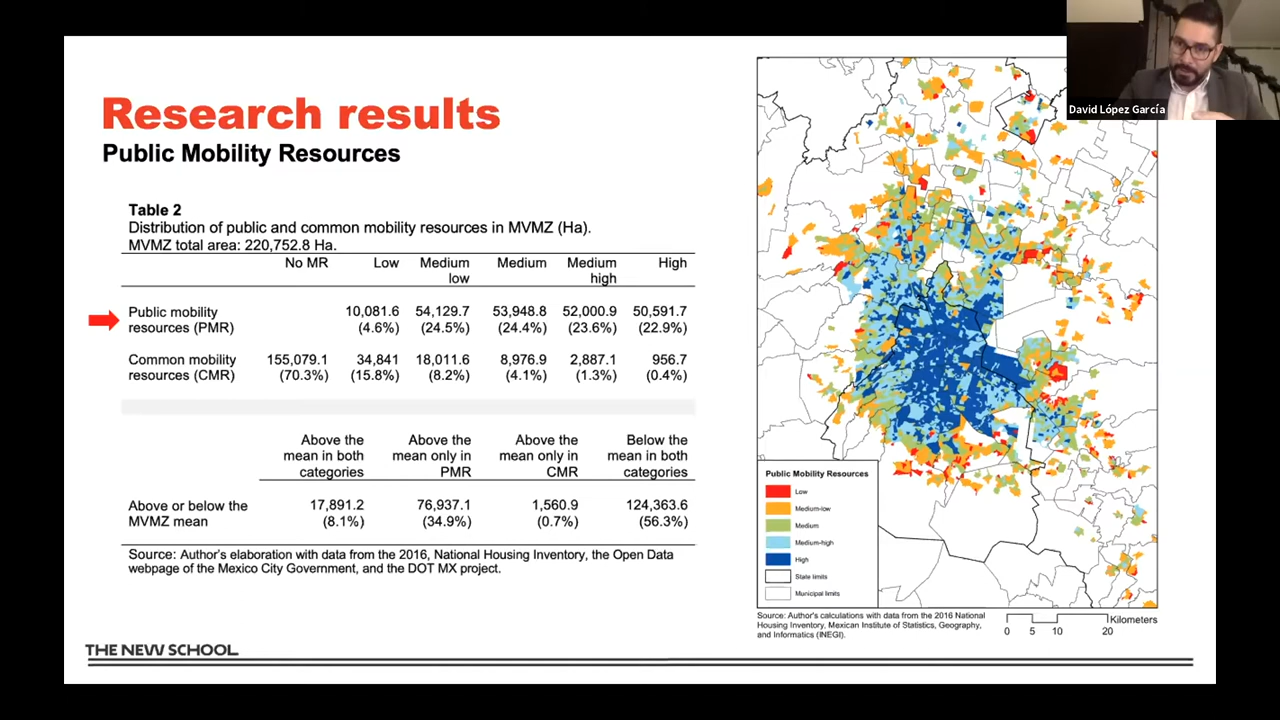 David López García
Research results
Public Mobility Resources
Table 2
Distribution of public and common mobility resources in MVMZ (Ha).
MVMZ total area: 220,752.8 Ha.
No MR Low Medium low Medium Medium high High
Public mobility resources (PMR) 10,081.6 54,129.7 53,948.8 52,000.9 50,591.7
(4.6%) (24.5%) (24.4%) (23.6%) (22.9%)
Common mobility resources (CMR) 155,079.1 34,841 18,011.6 8,976.9 2,887.1 956.7
(70.3%) (15.8%) (8.2%) (4.1%) (1.3%) (0.4%)
Above the mean in both categories
Above the mean only in PMR
Above the mean only in CMR
Below the mean in both categories
Above or below the MVMZ mean 17,891.2 76,937.1 1,560.9 124,363.6
(8.1%) (34.9%) (0.7%) (56.3%)
Source: Author's elaboration with data from the 2016, National Housing Inventory, the Open Data
webpage of the Mexico City Government, and the DOT MX project.
Public Mobility Resources
Low
Medium-low
Medium
Medium-high
High
State limits
Municipal limits
Source: Author's calculations with data from the 2016 National
Housing Inventory, Mexican Institute of Statistics, Geography,
and Informatics (INEGI).
Kilometers
0 5 10 20
THE NEW SCHOOL